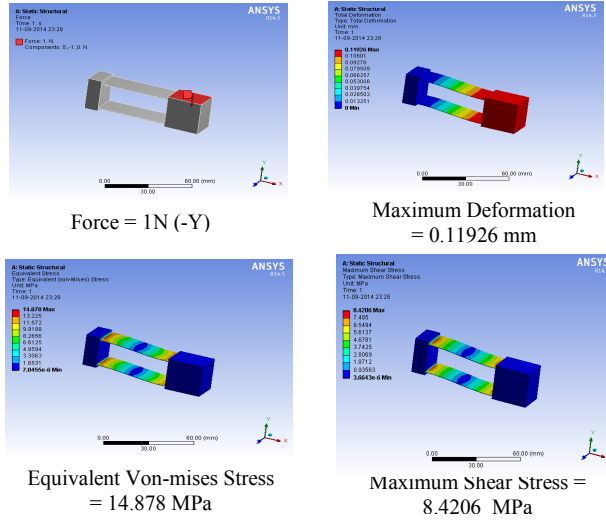 A: Static Structural
Force
Time: 1. s
11-09-2014 23:28
Force: 1. N
Components: 0.,-1.,0. N
ANSYS
R14.5
0.00
60.00 (mm)
30.00
Y
X
Force = 1N (-Y)
A: Static Structural
Total Deformation
Type: Total Deformation
Unit: mm
Time: 1
11-09-2014 23:28
0.11926 Max
0.10601
0.09276
0.079509
0.066257
0.053006
0.039754
0.026503
0.013251
0 Min
ANSYS
R14.5
0.00
60.00 (mm)
30.00
Y
X
Maximum Deformation
= 0.11926 mm
A: Static Structural
Equivalent Stress
Type: Equivalent (von-Mises) Stress
Unit: MPa
Time: 1
11-09-2014 23:28
14.878 Max
13.225
11.572
9.9188
8.2656
6.6125
4.9594
3.3063
1.6531
7.0455e-6 Min
ANSYS
R14.5
0.00
60.00 (mm)
30.00
Y
X
Equivalent Von-mises Stress
= 14.878 MPa
A: Static Structural
Maximum Shear Stress
Type: Maximum Shear Stress
Unit: MPa
Time: 1
11-09-2014 23:28
8.4206 Max
7.485
6.5494
5.6137
4.6781
3.7425
2.8069
1.8712
0.93563
3.6643e-6 Min
ANSYS
R14.5
0.00
60.00 (mm)
30.00
Y
X
Maximum Shear Stress =
8.4206 MPa